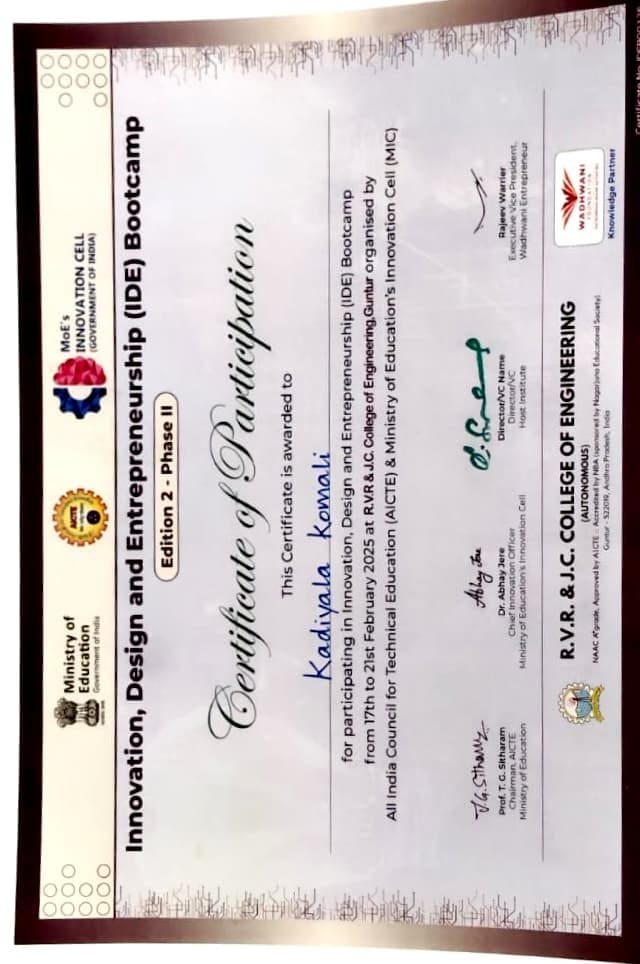 Ministry of
Education
Government of India
AICTE
MoE's
INNOVATION CELL
(GOVERNMENT OF INDIA)
Innovation, Design and Entrepreneurship (IDE) Bootcamp
Edition 2 - Phase II
Certificate of Participation
This Certificate is awarded to
Kadiyala Komali
for participating in Innovation, Design and Entrepreneurship (IDE) Bootcamp
from 17th to 21st February 2025 at R.V.R & J.C. College of Engineering, Guntur organised by
All India Council for Technical Education (AICTE) & Ministry of Education's Innovation Cell (MIC)
T.G. Sitharam
Prof. T. G. Sitharam
Chairman, AICTE
Ministry of Education
Abhay Jere
Dr. Abhay Jere
Chief Innovation Officer
Ministry of Education's Innovation Cell
Director/VC Name
Director/VC
Host Institute
Rajeev Warrier
Executive Vice President,
Wadhwani Entrepreneur
R.V.R. & J.C. COLLEGE OF ENGINEERING
(AUTONOMOUS)
NAAC A+ grade, Approved by AICTE :: Accredited by NBA (sponsored by Nagarjuna Educational Society)
Guntur - 522019, Andhra Pradesh, India
WADHWANI
FOUNDATION
Knowledge Partner